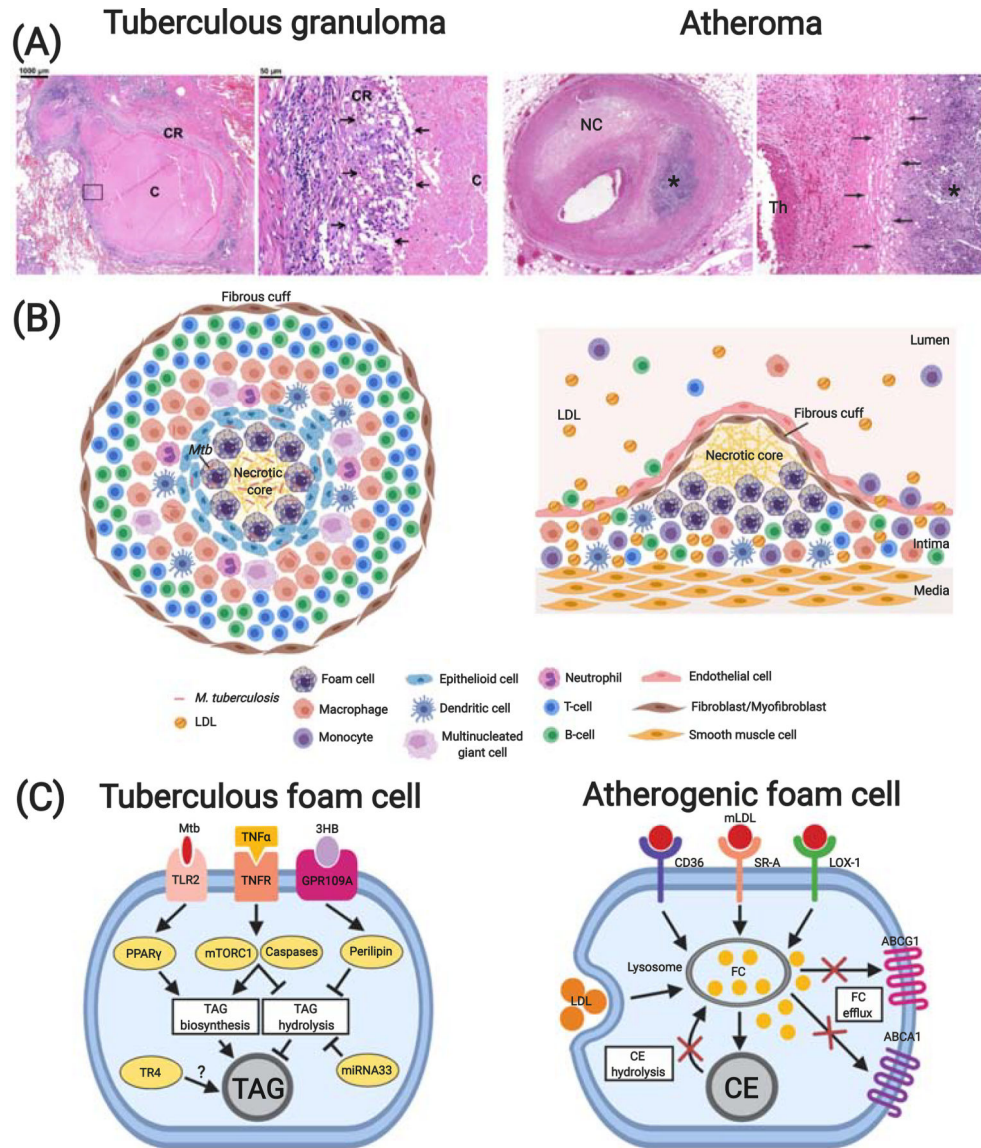 Tuberculous granuloma
Atheroma
(A)
1000 µm
CR
C
50 µm
CR
C
NC
*
Th
*
(B)
Fibrous cuff
Mtb
Necrotic
core
Lumen
LDL
Fibrous cuff
Necrotic core
Intima
Media
M. tuberculosis
LDL
Foam cell
Macrophage
Monocyte
Epithelioid cell
Dendritic cell
Multinucleated
giant cell
Neutrophil
T-cell
B-cell
Endothelial cell
Fibroblast/Myofibroblast
Smooth muscle cell
(C)
Tuberculous foam cell
Mtb
TNFα
3HB
TLR2
TNFR
GPR109A
PPARγ
mTORC1
Caspases
Perilipin
TAG
biosynthesis
TAG
hydrolysis
TR4
?
TAG
miRNA33
Atherogenic foam cell
mLDL
CD36
SR-A
LOX-1
Lysosome
FC
ABCG1
LDL
FC
efflux
CE
hydrolysis
ABCA1
CE